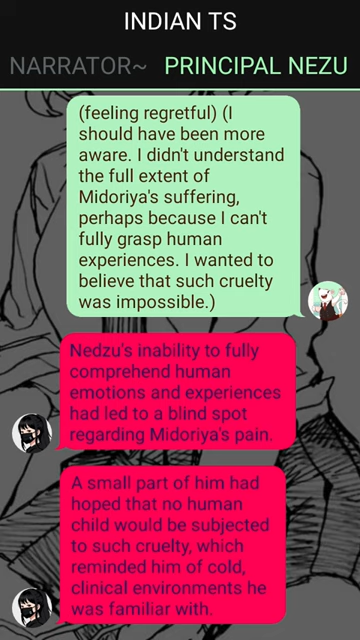 INDIAN TS
NARRATOR~ PRINCIPAL NEZU
(feeling regretful) (I
should have been more
aware. I didn't understand
the full extent of
Midoriya's suffering,
perhaps because I can't
fully grasp human
experiences. I wanted to
believe that such cruelty
was impossible.)
Nedzu's inability to fully
comprehend human
emotions and experiences
had led to a blind spot
regarding Midoriya's pain.
A small part of him had
hoped that no human
child would be subjected
to such cruelty, which
reminded him of cold,
clinical environments he
was familiar with.